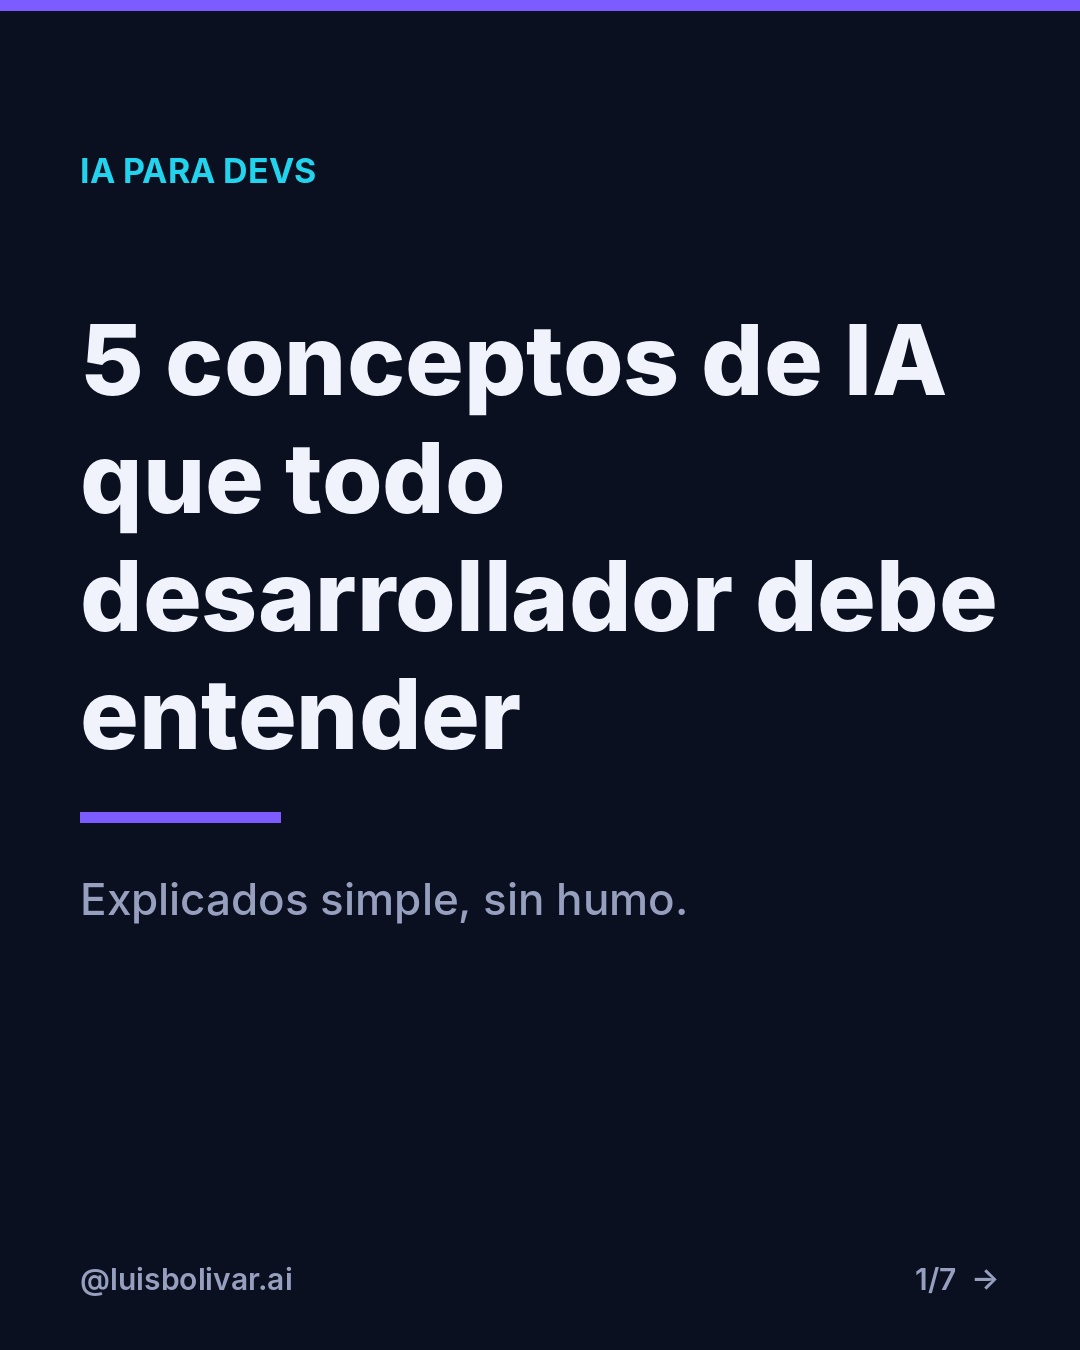 IA PARA DEVS
5 conceptos de IA
que todo
desarrollador debe
entender
Explicados simple, sin humo.
@luisbolivar.ai
1/7 →